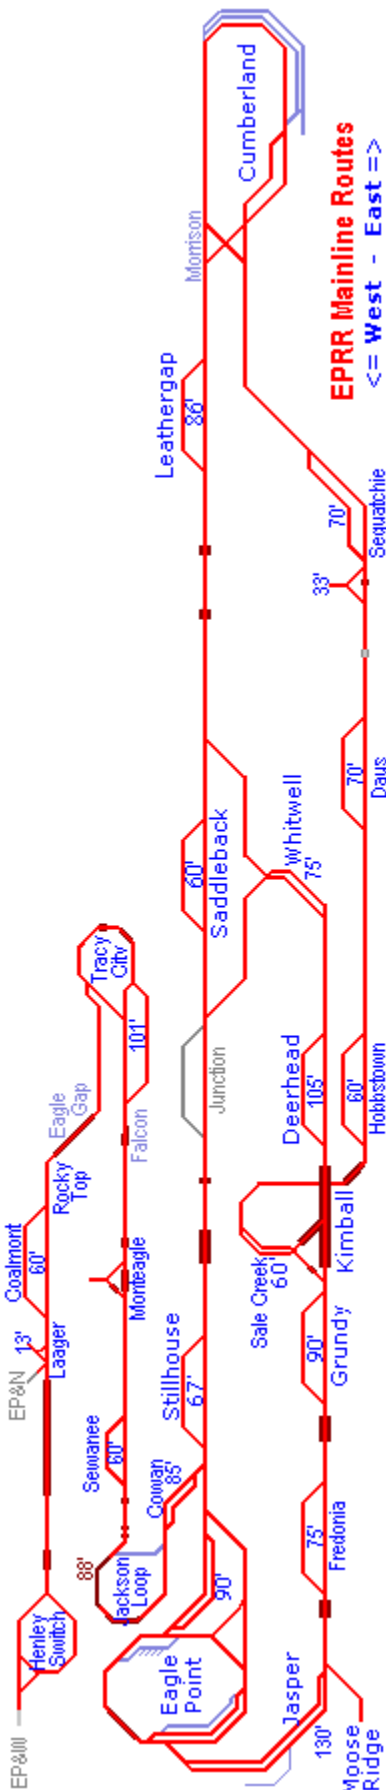 EP&W
Henley
Switch
EP&N
13'
Laager
Coalmont
60'
Rocky
Top
Eagle
Gap
Tracy
City
88'
Jackson
Loop
Sewanee
60'
Monteagle
Falcon
101'
Cowan
85'
Eagle
Point
90'
Stillhouse
67'
Junction
60'
Saddleback
Leathergap
86'
Morrison
Cumberland
Jasper
130'
Moose
Ridge
75'
Fredonia
90'
Grundy
Sale Creek
60'
Kimball
Deerhead
105'
Whitwell
75'
60'
Hobbstown
70'
Daus
33'
70'
Sequatchie
EPRR Mainline Routes
<= West - East =>